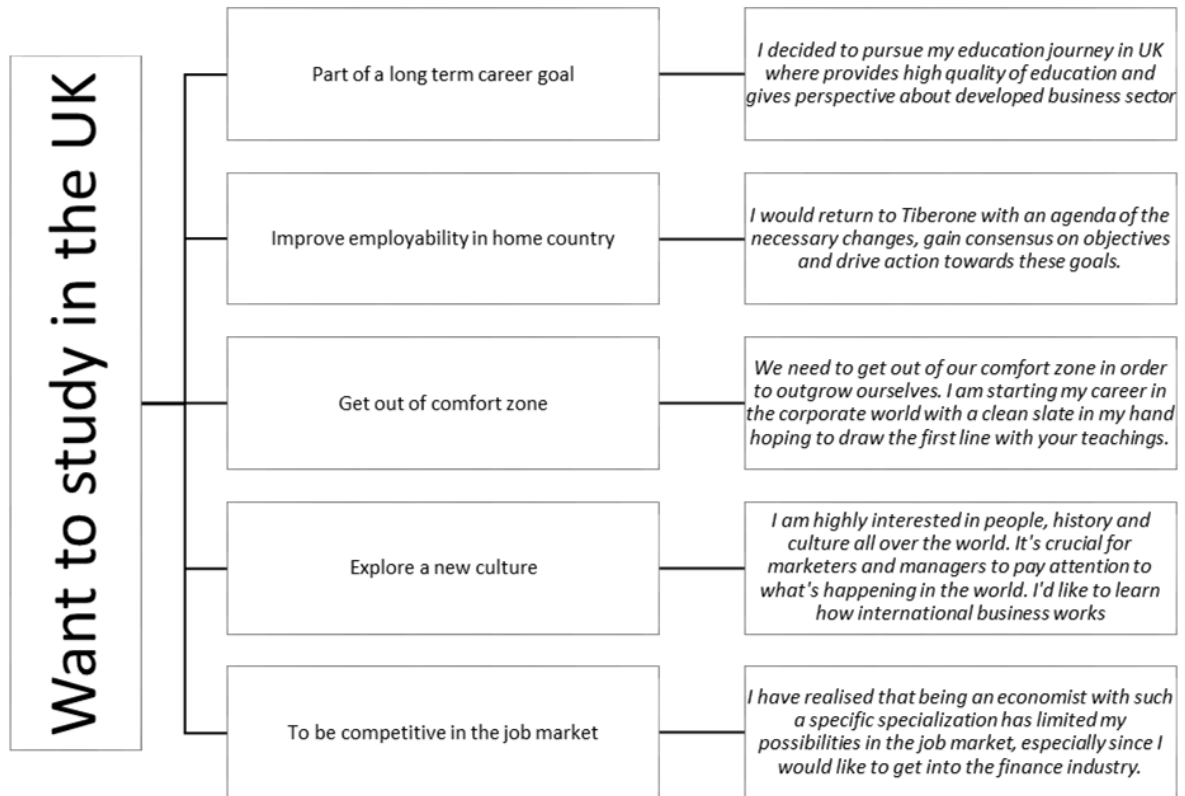 Want to study in the UK
Part of a long term career goal
I decided to pursue my education journey in UK
where provides high quality of education and
gives perspective about developed business sector
Improve employability in home country
I would return to Tiberone with an agenda of the
necessary changes, gain consensus on objectives
and drive action towards these goals.
Get out of comfort zone
We need to get out of our comfort zone in order
to outgrow ourselves. I am starting my career in
the corporate world with a clean slate in my hand
hoping to draw the first line with your teachings.
Explore a new culture
I am highly interested in people, history and
culture all over the world. It's crucial for
marketers and managers to pay attention to
what's happening in the world. I'd like to learn
how international business works
To be competitive in the job market
I have realised that being an economist with such
a specific specialization has limited my
possibilities in the job market, especially since I
would like to get into the finance industry.